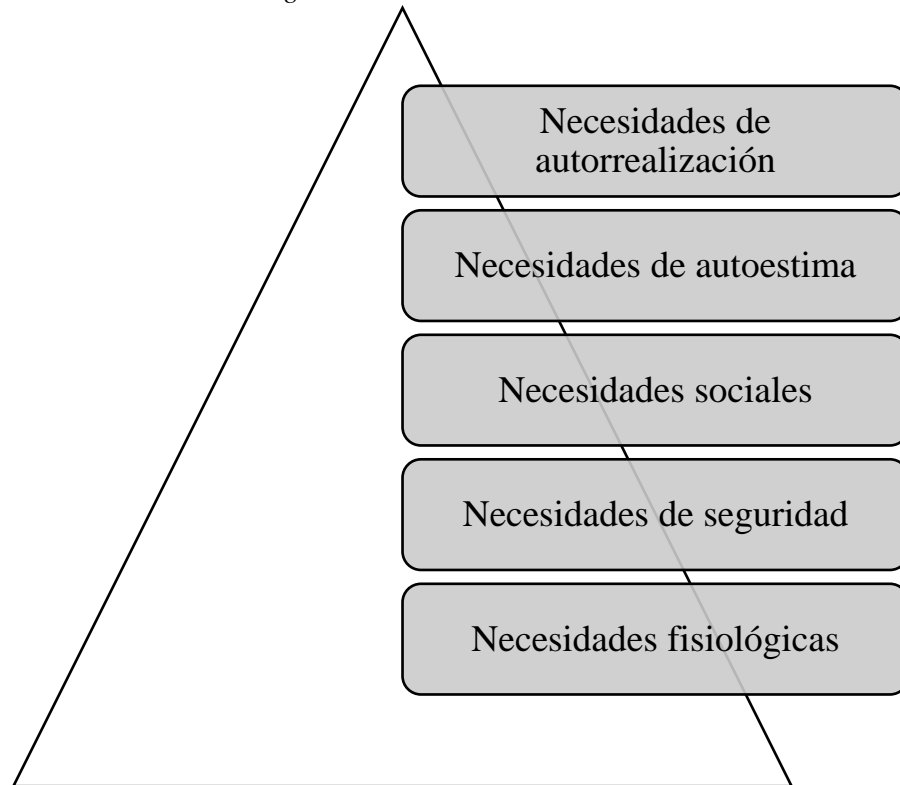 Necesidades de
autorrealización
Necesidades de autoestima
Necesidades sociales
Necesidades de seguridad
Necesidades fisiológicas